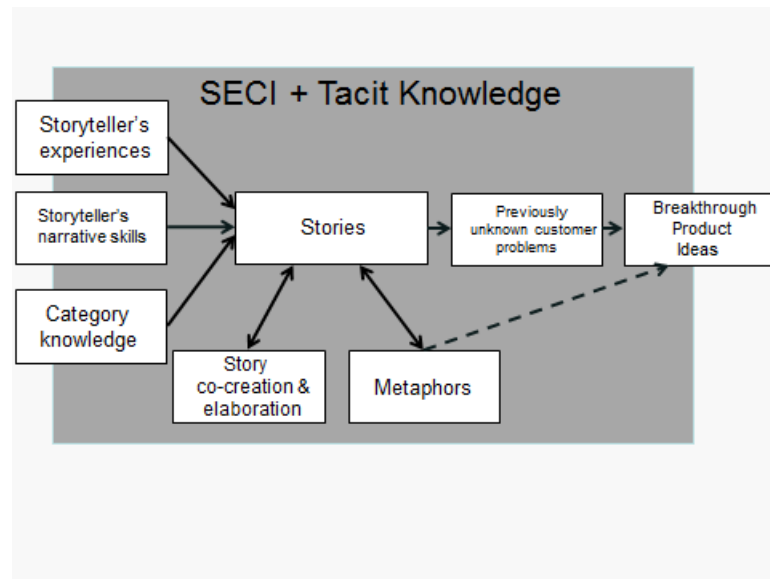 SECI + Tacit Knowledge
Storyteller's
experiences
Storyteller's
narrative skills
Category
knowledge
Stories
Previously
unknown customer
problems
Breakthrough
Product
Ideas
Story
co-creation &
elaboration
Metaphors